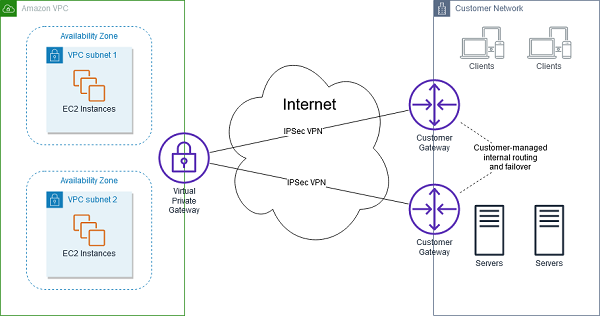 Amazon VPC
Availability Zone
VPC subnet 1
EC2 Instances
Availability Zone
VPC subnet 2
EC2 Instances
Virtual
Private
Gateway
Internet
IPSec VPN
IPSec VPN
Customer Network
Clients
Clients
Customer
Gateway
Customer-managed
internal routing
and failover
Customer
Gateway
Servers
Servers